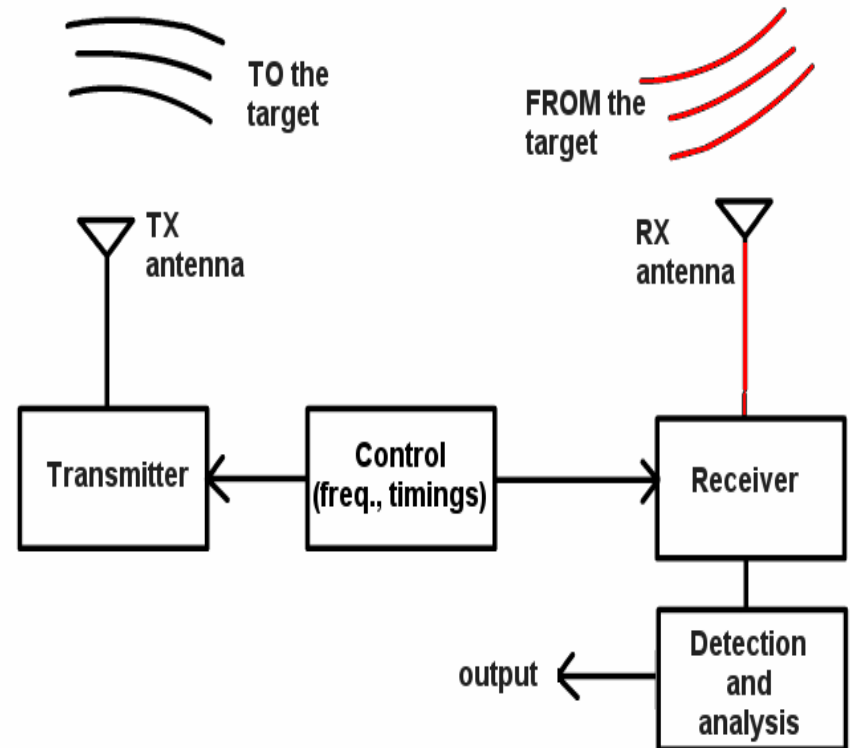 TO the
target
FROM the
target
TX
antenna
RX
antenna
Transmitter
Control
(freq., timings)
Receiver
Detection
and
analysis
output